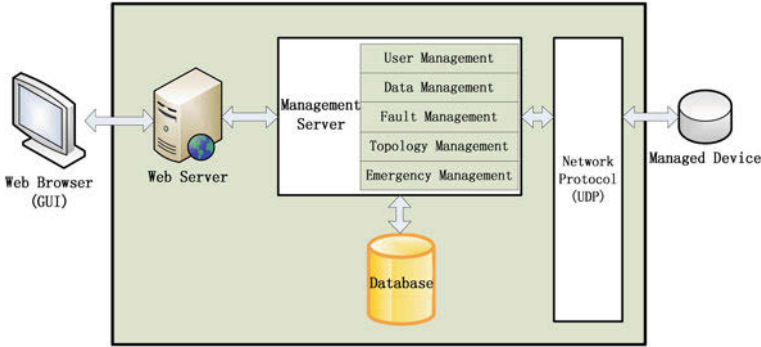 Web Browser
(GUI)
Web Server
Management
Server
User Management
Data Management
Fault Management
Topology Management
Emergency Management
Database
Network
Protocol
(UDP)
Managed Device